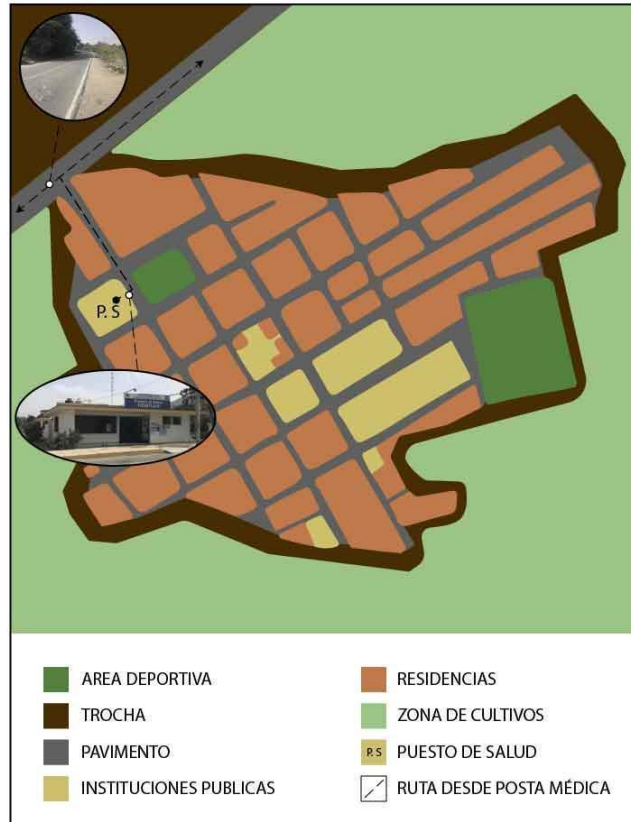 P. S
AREA DEPORTIVA
TROCHA
PAVIMENTO
INSTITUCIONES PUBLICAS
RESIDENCIAS
ZONA DE CULTIVOS
P. S PUESTO DE SALUD
RUTA DESDE POSTA MÉDICA